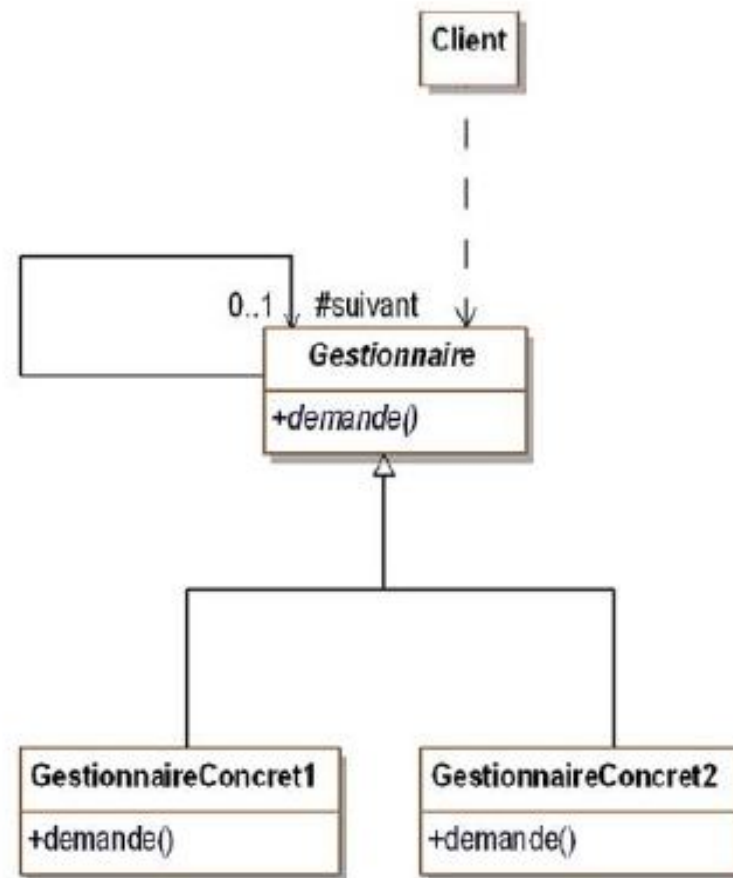 Client
0..1 #suivant
Gestionnaire
+demande()
GestionnaireConcret1
+demande()
GestionnaireConcret2
+demande()